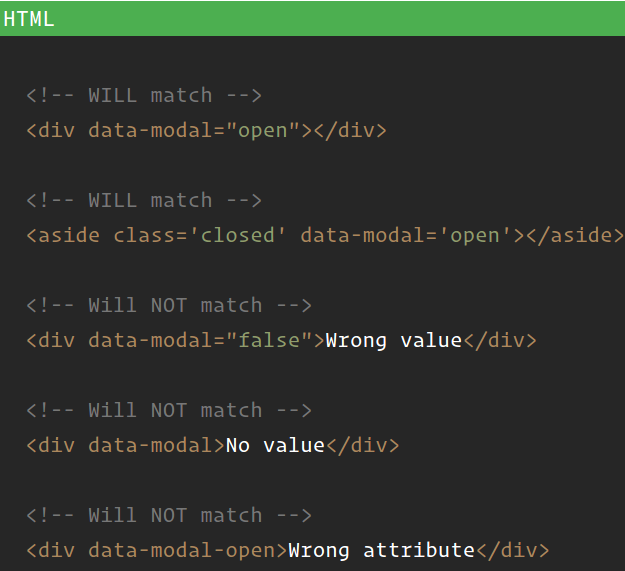 HTML
<!-- WILL match -->
<div data-modal="open"></div>
<!-- WILL match -->
<aside class='closed' data-modal='open'></aside>
<!-- Will NOT match -->
<div data-modal="false">Wrong value</div>
<!-- Will NOT match -->
<div data-modal>No value</div>
<!-- Will NOT match -->
<div data-modal-open>Wrong attribute</div>